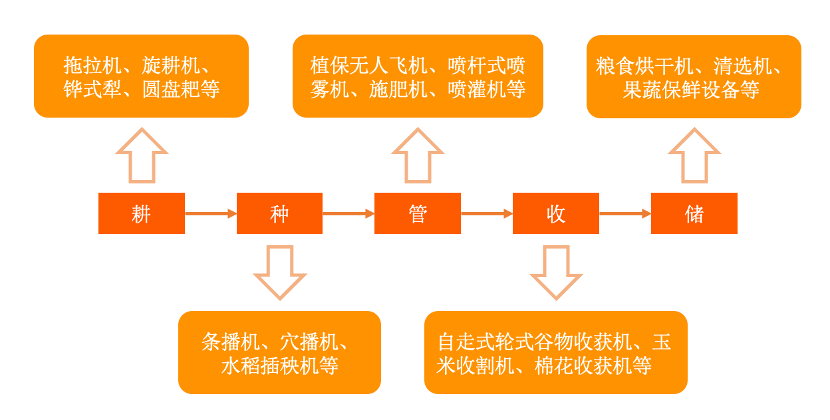 拖拉机、旋耕机、
铧式犁、圆盘耙等
植保无人飞机、喷杆式喷
雾机、施肥机、喷灌机等
粮食烘干机、清选机、
果蔬保鲜设备等
耕
种
管
收
储
条播机、穴播机、
水稻插秧机等
自走式轮式谷物收获机、玉
米收割机、棉花收获机等